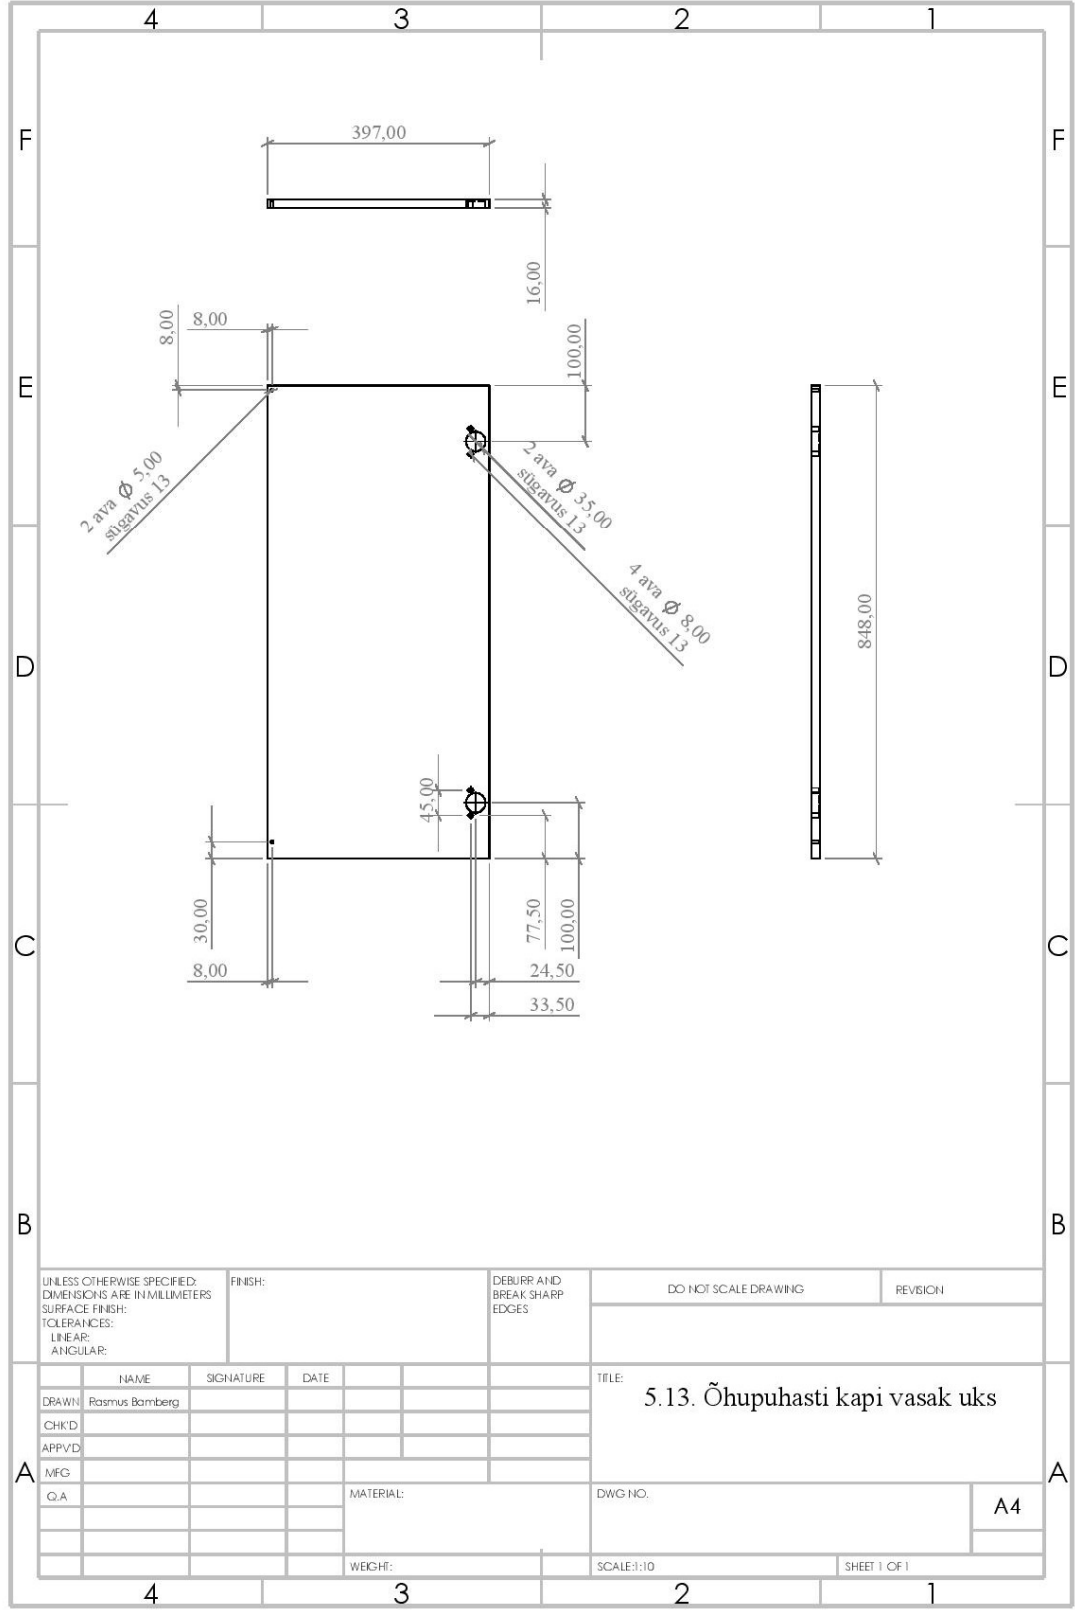 4 3 2 1
F F
397,00
16,00
8,00
8,00
100,00
E E
2 ava Ø 5,00
sügavus 13
2 ava Ø 35,00
sügavus 13
4 ava Ø 8,00
sügavus 13
848,00
D D
45,00
30,00
77,50
100,00
C C
8,00
24,50
33,50
B B
UNLESS OTHERWISE SPECIFIED:
DIMENSIONS ARE IN MILLIMETERS
SURFACE FINISH:
TOLERANCES:
LINEAR:
ANGULAR:
FINISH:
DEBURR AND
BREAK SHARP
EDGES
DO NOT SCALE DRAWING
REVISION
NAME SIGNATURE DATE
DRAWN Rasmus Bamberg
CHK'D
APPV'D
MFG
Q.A
TITLE:
5.13. Õhupuhasti kapi vasak uks
A A
MATERIAL:
DWG NO.
A4
WEIGHT:
SCALE:1:10
SHEET 1 OF 1
4 3 2 1